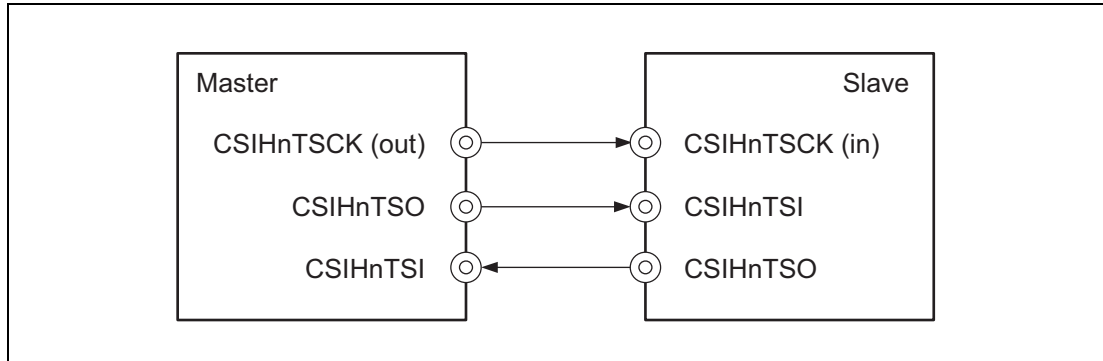 Master
Slave
CSIHnTSCK (out)
CSIHnTSCK (in)
CSIHnTSO
CSIHnTSI
CSIHnTSI
CSIHnTSO